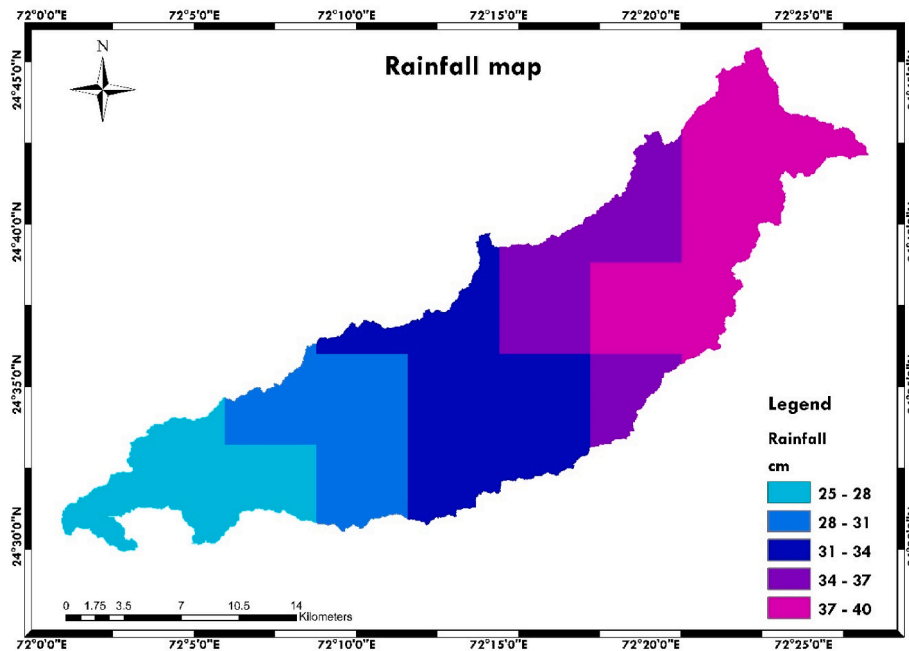 72°0'0"E 72°5'0"E 72°10'0"E 72°15'0"E 72°20'0"E 72°25'0"E
N
Rainfall map
24°45'0"N
24°40'0"N
24°35'0"N
24°30'0"N
Legend
Rainfall
cm
25 - 28
28 - 31
31 - 34
34 - 37
37 - 40
0 1.75 3.5 7 10.5 14
Kilometers
72°0'0"E 72°5'0"E 72°10'0"E 72°15'0"E 72°20'0"E 72°25'0"E